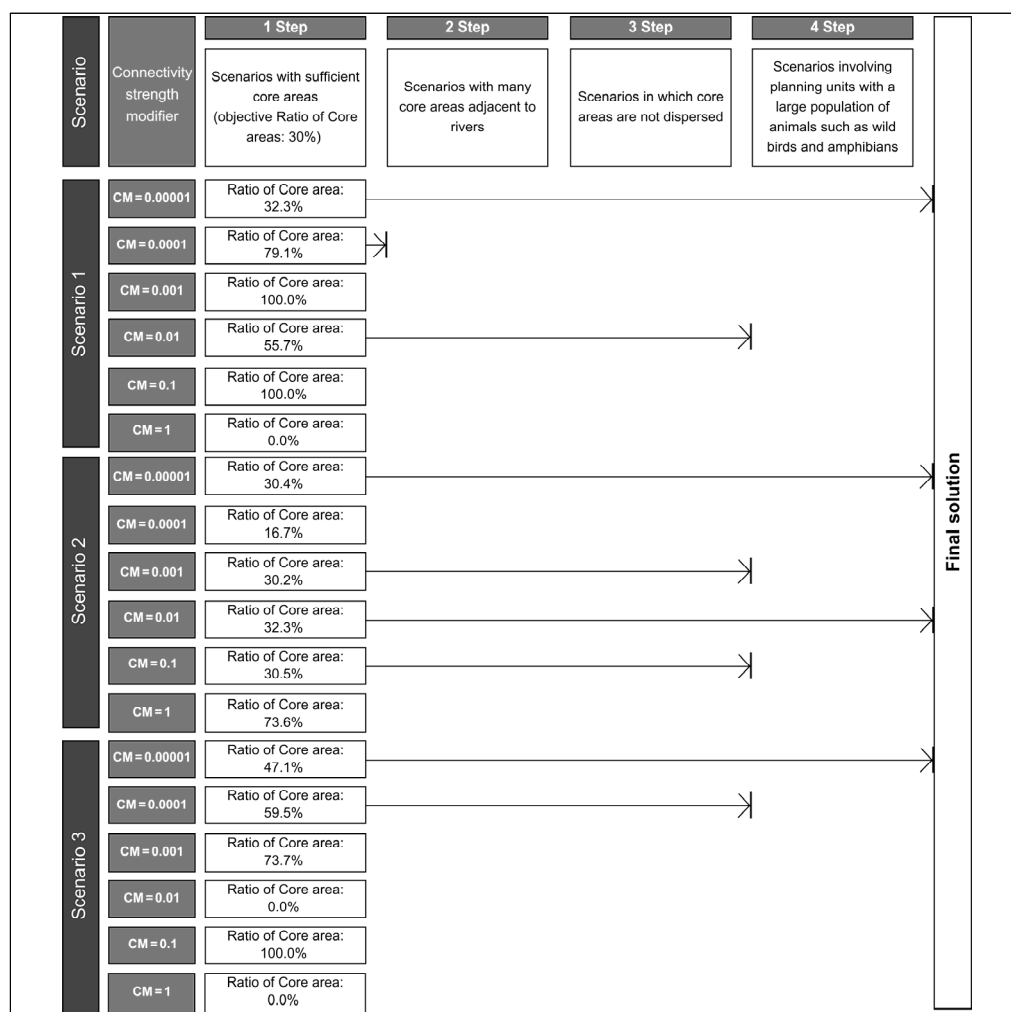 Scenario
Connectivity
strength
modifier
1 Step
2 Step
3 Step
4 Step
Scenarios with sufficient
core areas
(objective Ratio of Core
areas: 30%)
Scenarios with many
core areas adjacent to
rivers
Scenarios in which core
areas are not dispersed
Scenarios involving
planning units with a
large population of
animals such as wild
birds and amphibians
Scenario 1
CM=0.00001
Ratio of Core area:
32.3%
CM=0.0001
Ratio of Core area:
79.1%
CM=0.001
Ratio of Core area:
100.0%
CM=0.01
Ratio of Core area:
55.7%
CM=0.1
Ratio of Core area:
100.0%
CM=1
Ratio of Core area:
0.0%
Scenario 2
CM=0.00001
Ratio of Core area:
30.4%
CM=0.0001
Ratio of Core area:
16.7%
CM=0.001
Ratio of Core area:
30.2%
CM=0.01
Ratio of Core area:
32.3%
CM=0.1
Ratio of Core area:
30.5%
CM=1
Ratio of Core area:
73.6%
Scenario 3
CM=0.00001
Ratio of Core area:
47.1%
CM=0.0001
Ratio of Core area:
59.5%
CM=0.001
Ratio of Core area:
73.7%
CM=0.01
Ratio of Core area:
0.0%
CM=0.1
Ratio of Core area:
100.0%
CM=1
Ratio of Core area:
0.0%
Final solution